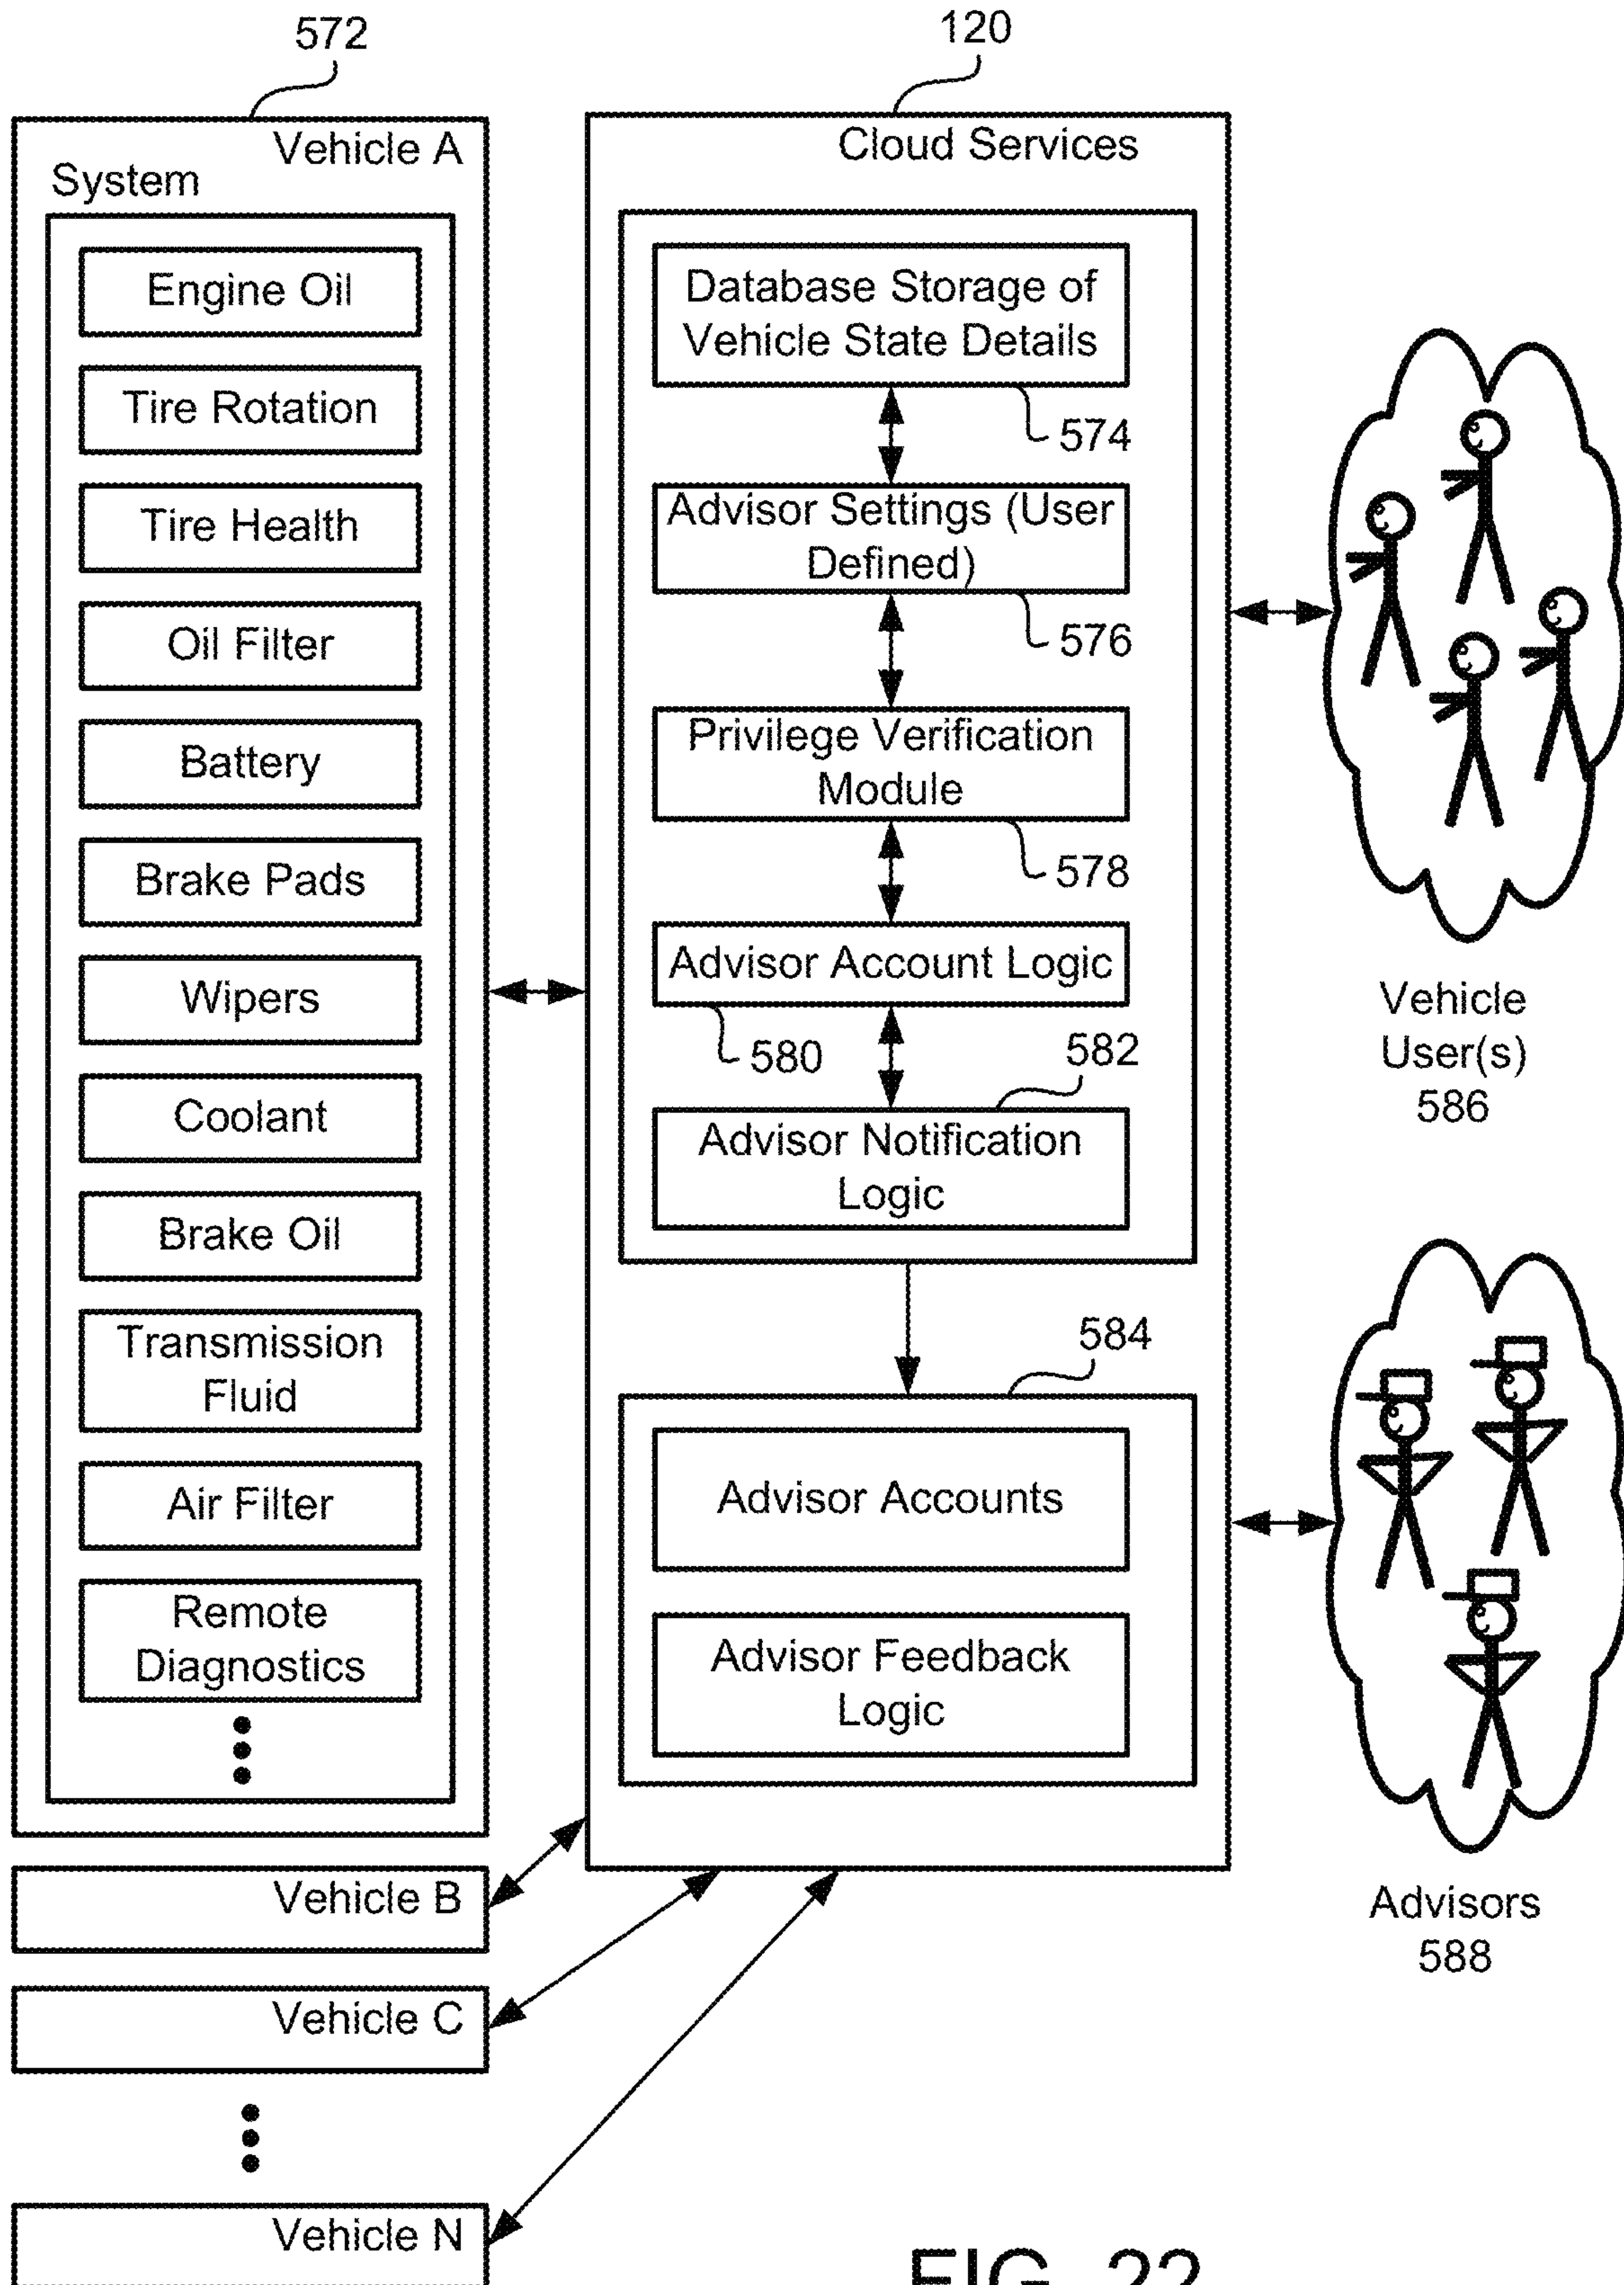 572
120
Vehicle A
System
Engine Oil
Tire Rotation
Tire Health
Oil Filter
Battery
Brake Pads
Wipers
Coolant
Brake Oil
Transmission
Fluid
Air Filter
Remote
Diagnostics
Vehicle B
Vehicle C
Vehicle N
Cloud Services
Database Storage of
Vehicle State Details
574
Advisor Settings (User
Defined)
576
Privilege Verification
Module
578
Advisor Account Logic
580
582
Advisor Notification
Logic
584
Advisor Accounts
Advisor Feedback
Logic
Vehicle
User(s)
586
Advisors
588
FIG. 22